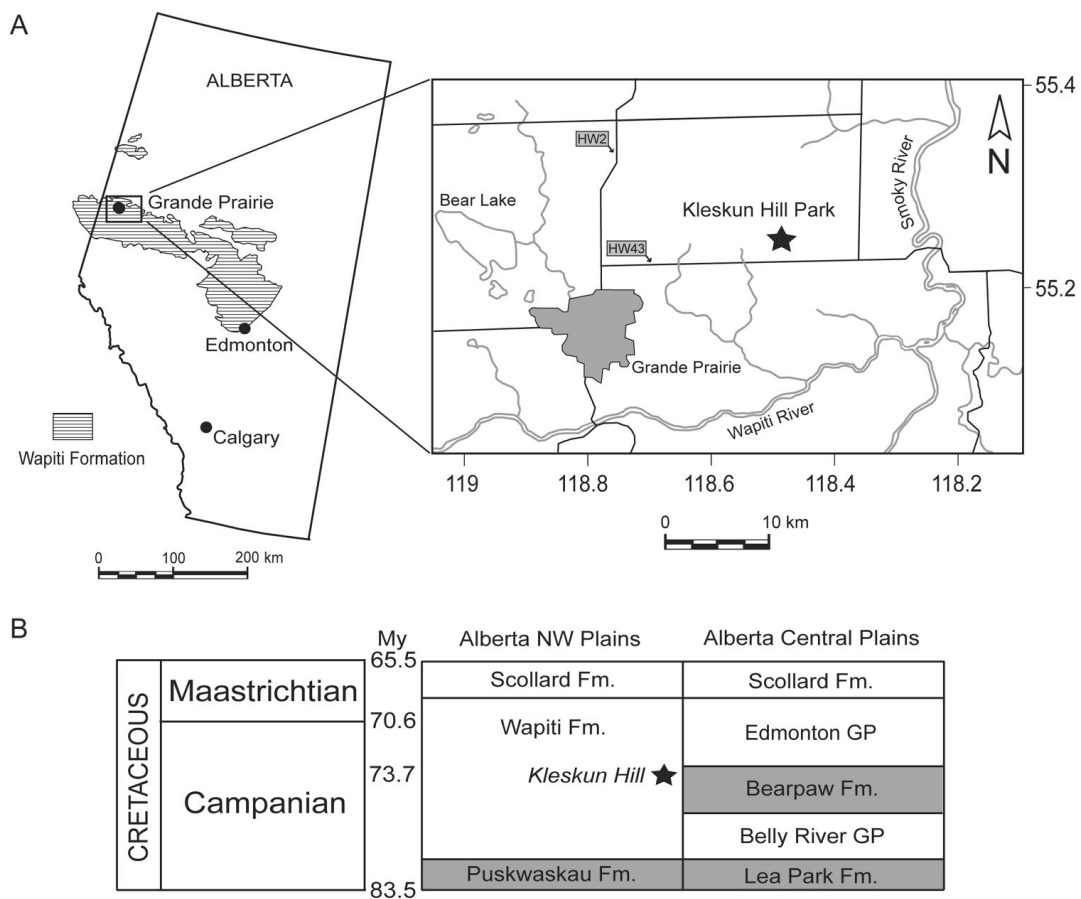 A
ALBERTA
Grande Prairie
Edmonton
Calgary
Wapiti Formation
0 100 200 km
HW2
Bear Lake
Kleskun Hill Park
HW43
Smoky River
N
Grande Prairie
Wapiti River
55.4
55.2
119 118.8 118.6 118.4 118.2
0 10 km
B
My Alberta NW Plains Alberta Central Plains
CRETACEOUS
Maastrichtian
Campanian
65.5
70.6
73.7
83.5
Scollard Fm.
Wapiti Fm.
Kleskun Hill
Puskwaskau Fm.
Scollard Fm.
Edmonton GP
Bearpaw Fm.
Belly River GP
Lea Park Fm.